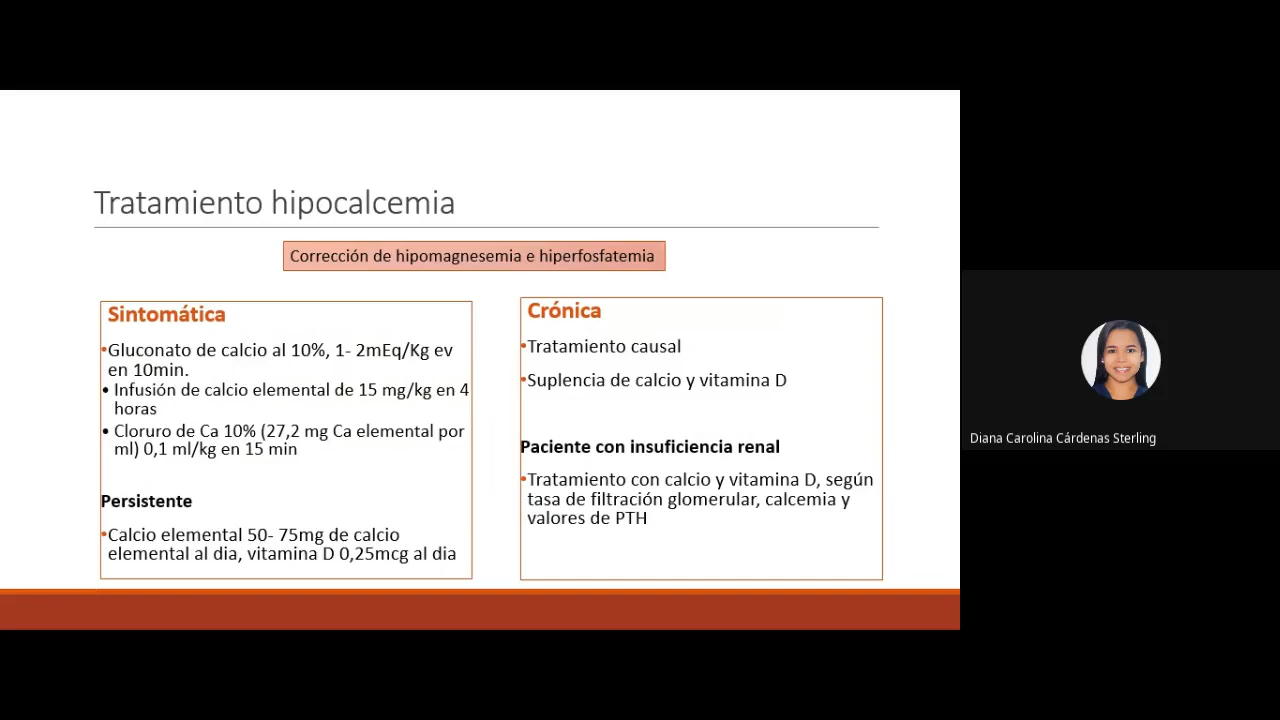 Tratamiento hipocalcemia
Corrección de hipomagnesemia e hiperfosfatemia
Sintomática
•Gluconato de calcio al 10%, 1- 2mEq/Kg ev
en 10min.
• Infusión de calcio elemental de 15 mg/kg en 4
horas
• Cloruro de Ca 10% (27,2 mg Ca elemental por
ml) 0,1 ml/kg en 15 min
Persistente
•Calcio elemental 50- 75mg de calcio
elemental al dia, vitamina D 0,25mcg al dia
Crónica
•Tratamiento causal
•Suplencia de calcio y vitamina D
Paciente con insuficiencia renal
•Tratamiento con calcio y vitamina D, según
tasa de filtración glomerular, calcemia y
valores de PTH
Diana Carolina Cárdenas Sterling